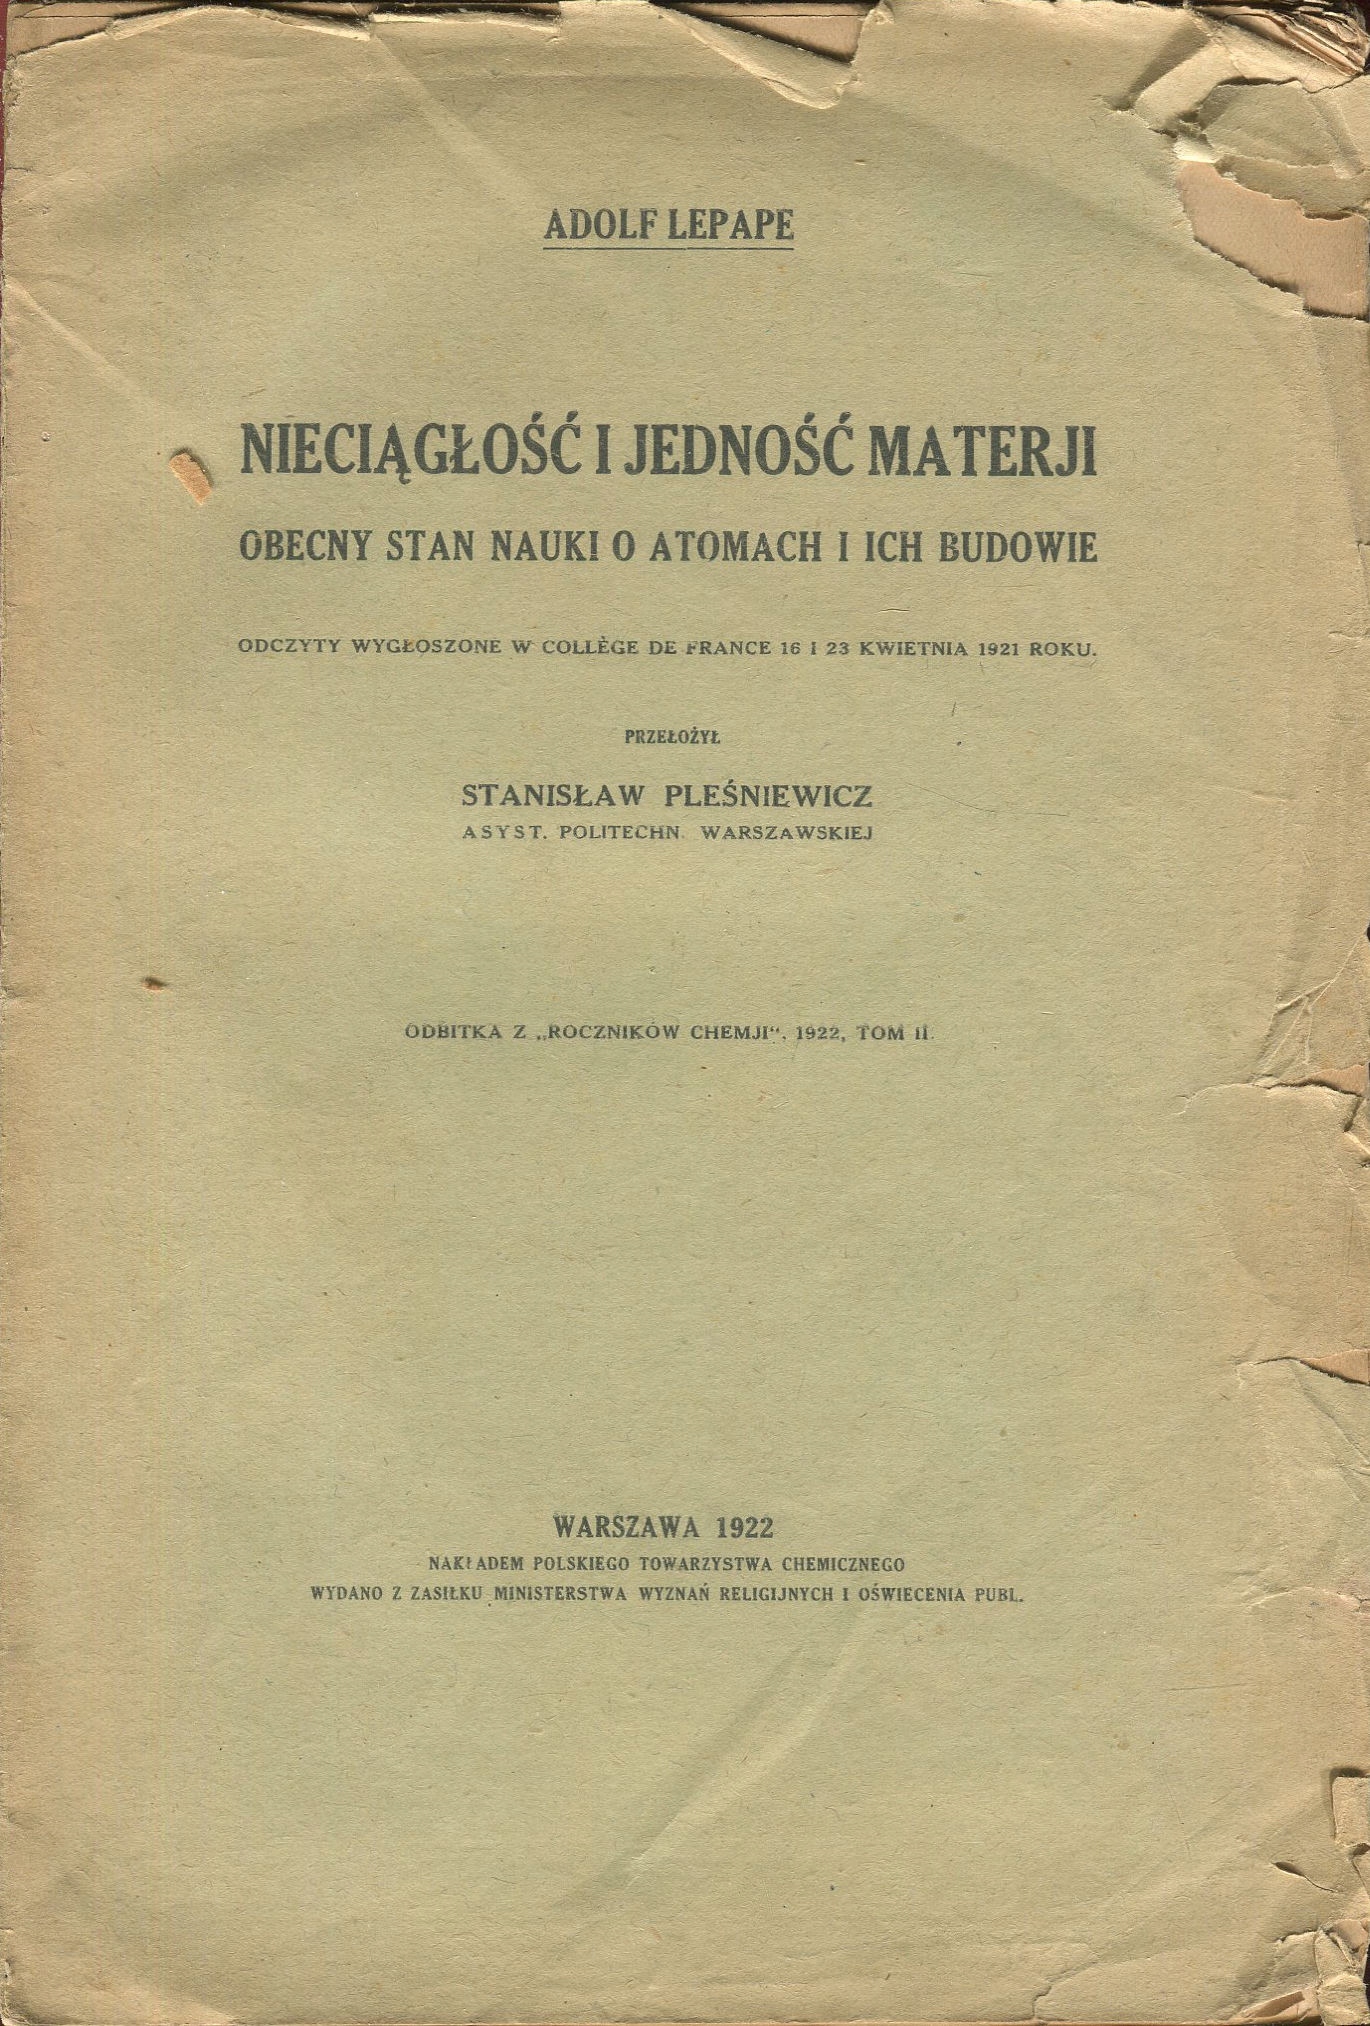 ADOLF LEPAPE
NIECIĄGŁOŚĆ I JEDNOŚĆ MATERJI
OBECNY STAN NAUKI O ATOMACH I ICH BUDOWIE
ODCZYTY WYGŁOSZONE W COLLÈGE DE FRANCE 16 I 23 KWIETNIA 1921 ROKU.
PRZEŁOŻYŁ
STANISŁAW PLEŚNIEWICZ
ASYST. POLITECHN. WARSZAWSKIEJ
ODBITKA Z „ROCZNIKÓW CHEMJI“, 1922, TOM II.
WARSZAWA 1922
NAKŁADEM POLSKIEGO TOWARZYSTWA CHEMICZNEGO
WYDANO Z ZASIŁKU MINISTERSTWA WYZNAŃ RELIGIJNYCH I OŚWIECENIA PUBL.